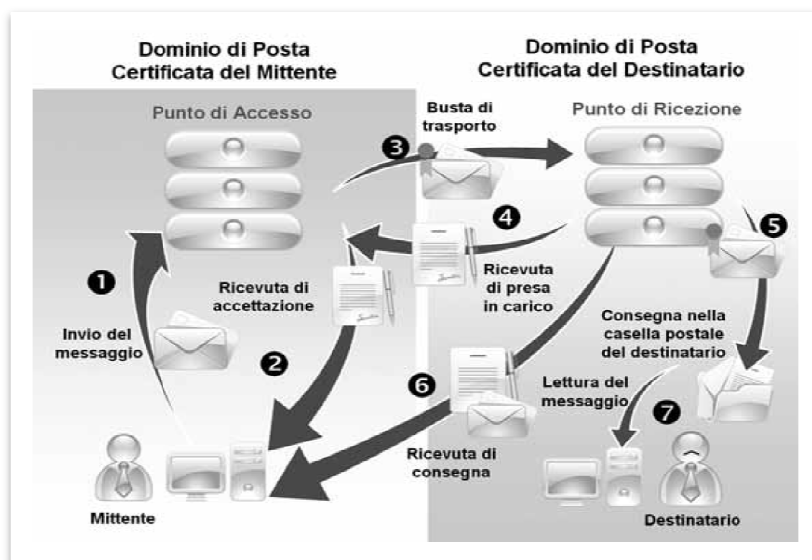 Dominio di Posta
Certificata del Mittente
Dominio di Posta
Certificata del Destinatario
Punto di Accesso
Busta di
trasporto
Punto di Ricezione
3
4
5
1
Ricevuta di
accettazione
Ricevuta
di presa
in carico
Invio del
messaggio
2
Consegna nella
casella postale
del destinatario
6
Lettura del
messaggio
7
Ricevuta di
consegna
Mittente
Destinatario